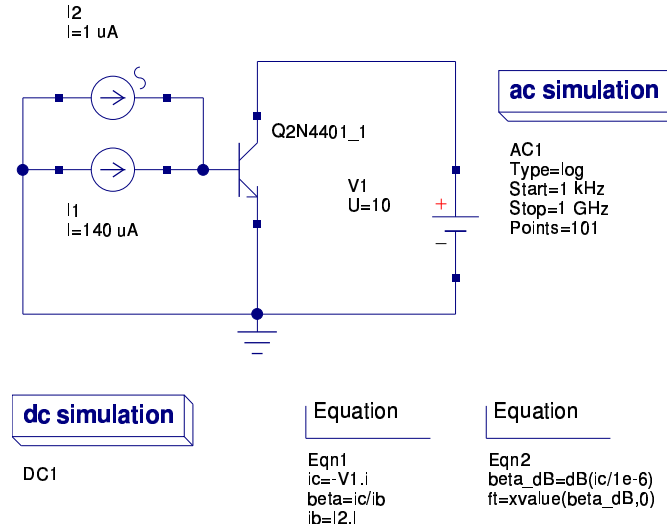 I2
I=1 uA
Q2N4401_1
I1
I=140 uA
V1
U=10
+
−
ac simulation
AC1
Type=log
Start=1 kHz
Stop=1 GHz
Points=101
dc simulation
DC1
Equation
Eqn1
ic=-V1.i
beta=ic/ib
ib=I2.I
Equation
Eqn2
beta_dB=dB(ic/1e-6)
ft=xvalue(beta_dB,0)